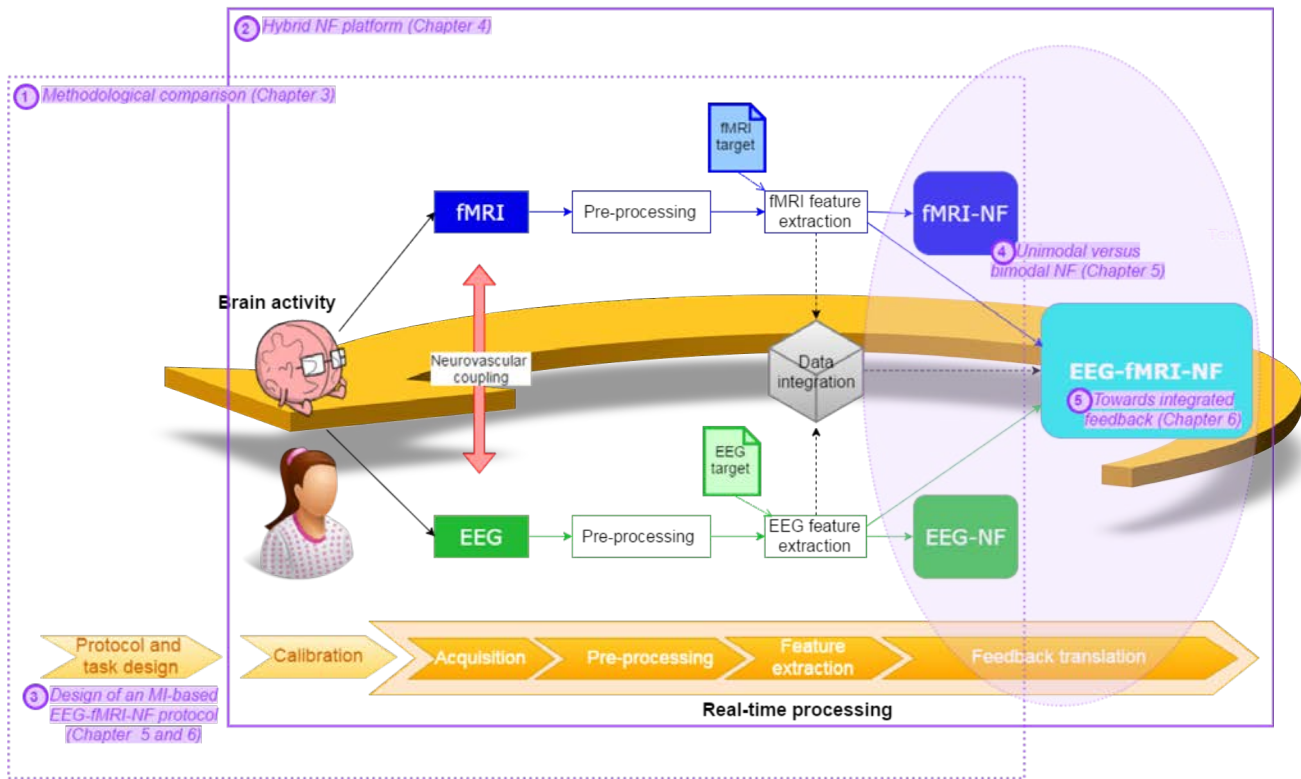 2 Hybrid NF platform (Chapter 4)
1 Methodological comparison (Chapter 3)
fMRI
target
fMRI
Pre-processing
fMRI feature
extraction
fMRI-NF
4 Unimodal versus
bimodal NF (Chapter 5)
Brain activity
Neurovascular
coupling
Data
integration
EEG-fMRI-NF
5 Towards integrated
feedback (Chapter 6)
EEG
target
EEG
Pre-processing
EEG feature
extraction
EEG-NF
Protocol and
task design
Calibration
Acquisition
Pre-processing
Feature
extraction
Feedback translation
3 Design of an MI-based
EEG-fMRI-NF protocol
(Chapter 5 and 6)
Real-time processing